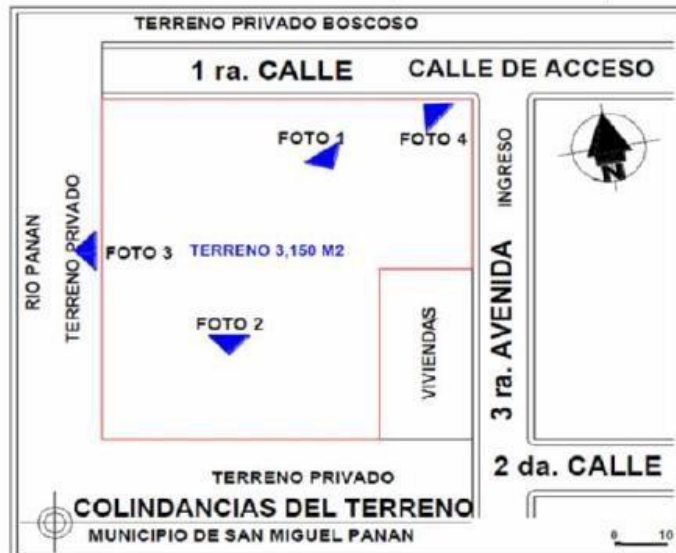 TERRENO PRIVADO BOSCOSO
1 ra. CALLE
CALLE DE ACCESO
FOTO 1
FOTO 4
INGRESO
N
RIO PANAN
TERRENO PRIVADO
FOTO 3
TERRENO 3,150 M2
3 ra. AVENIDA
FOTO 2
VIVIENDAS
TERRENO PRIVADO
2 da. CALLE
COLINDANCIAS DEL TERRENO
MUNICIPIO DE SAN MIGUEL PANAN
0 10